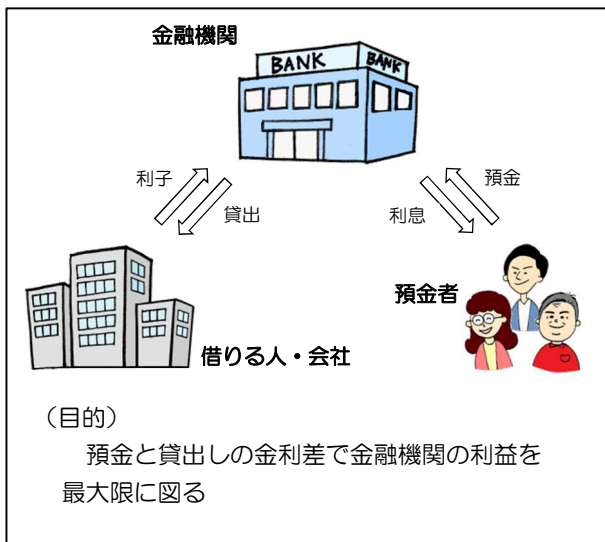 金融機関
BANK
BANK
利子
貸出
利息
預金
預金者
借りる人・会社
（目的）
預金と貸出しの金利差で金融機関の利益を
最大限に図る